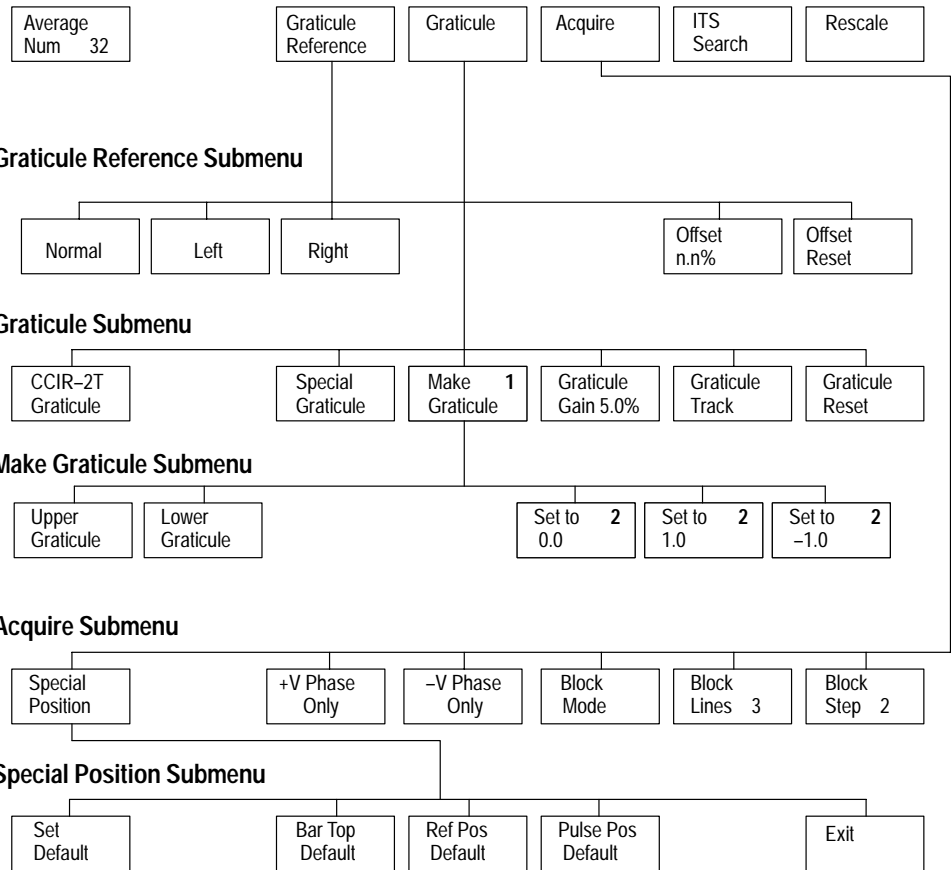 Average
Num 32
Graticule
Reference
Graticule
Acquire
ITS
Search
Rescale
Graticule Reference Submenu
Normal
Left
Right
Offset
n.n%
Offset
Reset
Graticule Submenu
CCIR–2T
Graticule
Special
Graticule
Make 1
Graticule
Graticule
Gain 5.0%
Graticule
Track
Graticule
Reset
Make Graticule Submenu
Upper
Graticule
Lower
Graticule
Set to 2
0.0
Set to 2
1.0
Set to 2
–1.0
Acquire Submenu
Special
Position
+V Phase
Only
–V Phase
Only
Block
Mode
Block
Lines 3
Block
Step 2
Special Position Submenu
Set
Default
Bar Top
Default
Ref Pos
Default
Pulse Pos
Default
Exit